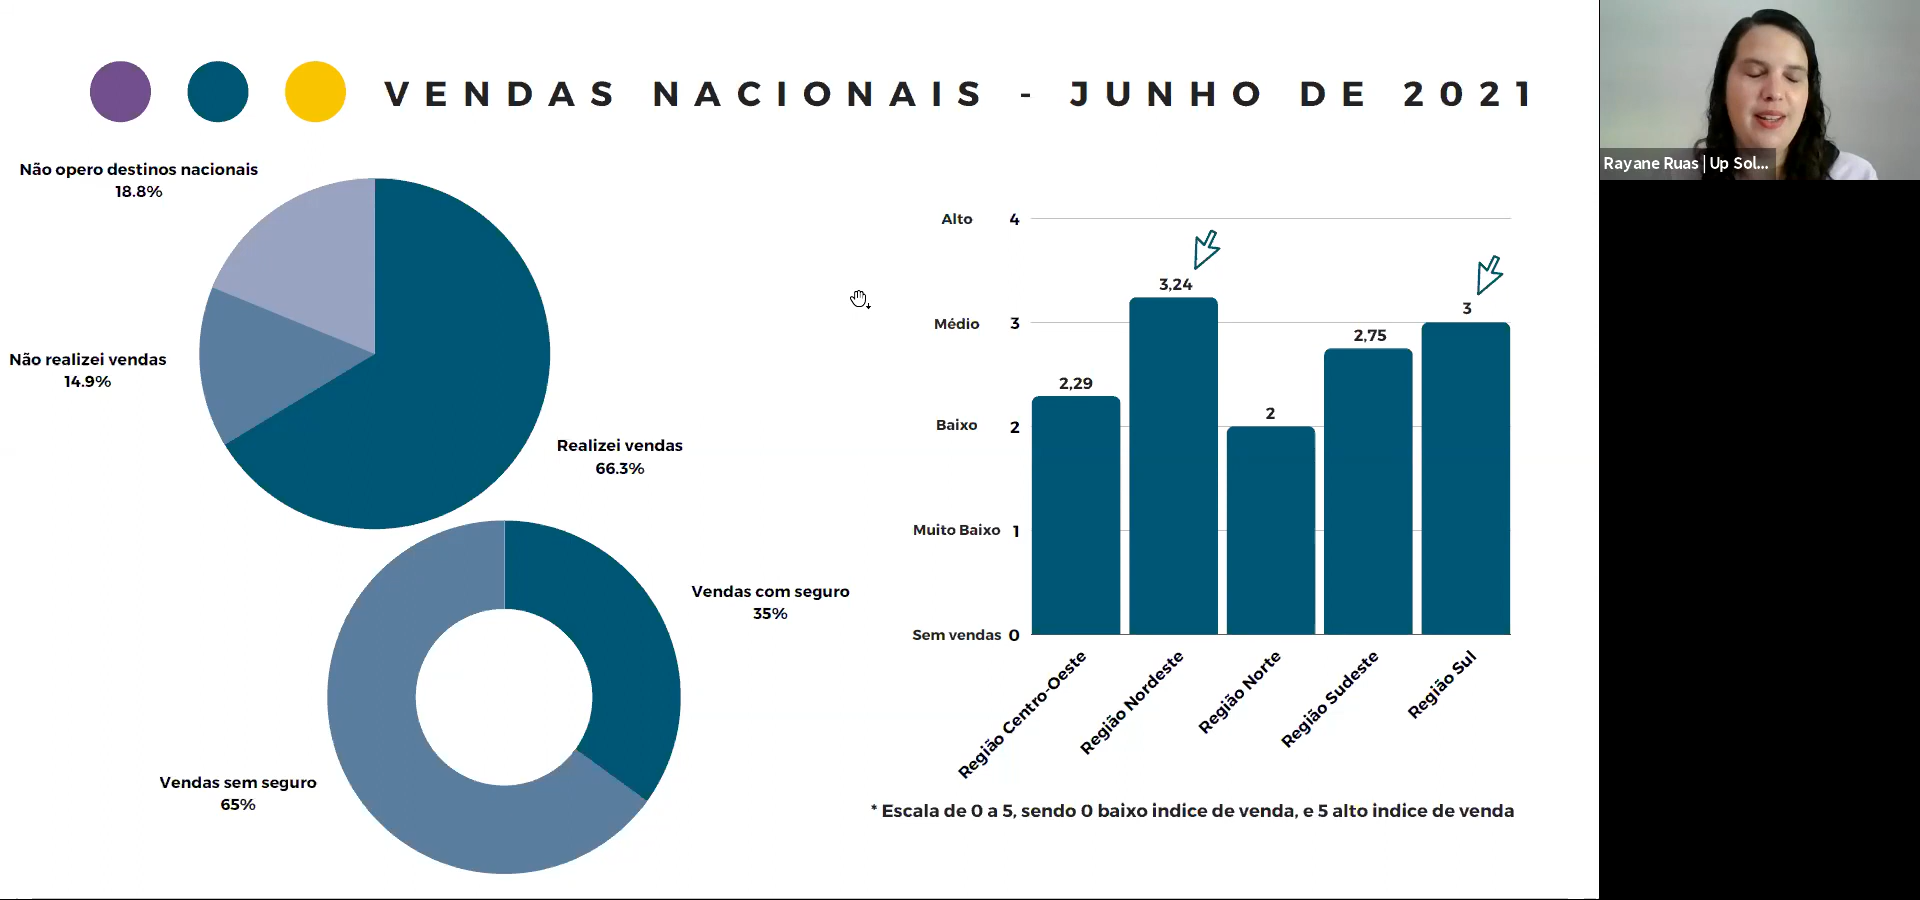 VENDAS NACIONAIS - JUNHO DE 2021
Rayane Ruas | Up Sol...
Não opero destinos nacionais
18.8%
Não realizei vendas
14.9%
Realizei vendas
66.3%
Vendas com seguro
35%
Vendas sem seguro
65%
Alto 4
Médio 3
Baixo 2
Muito Baixo 1
Sem vendas 0
2,29
3,24
2
2,75
3
Região Centro-Oeste
Região Nordeste
Região Norte
Região Sudeste
Região Sul
* Escala de 0 a 5, sendo 0 baixo indice de venda, e 5 alto indice de venda